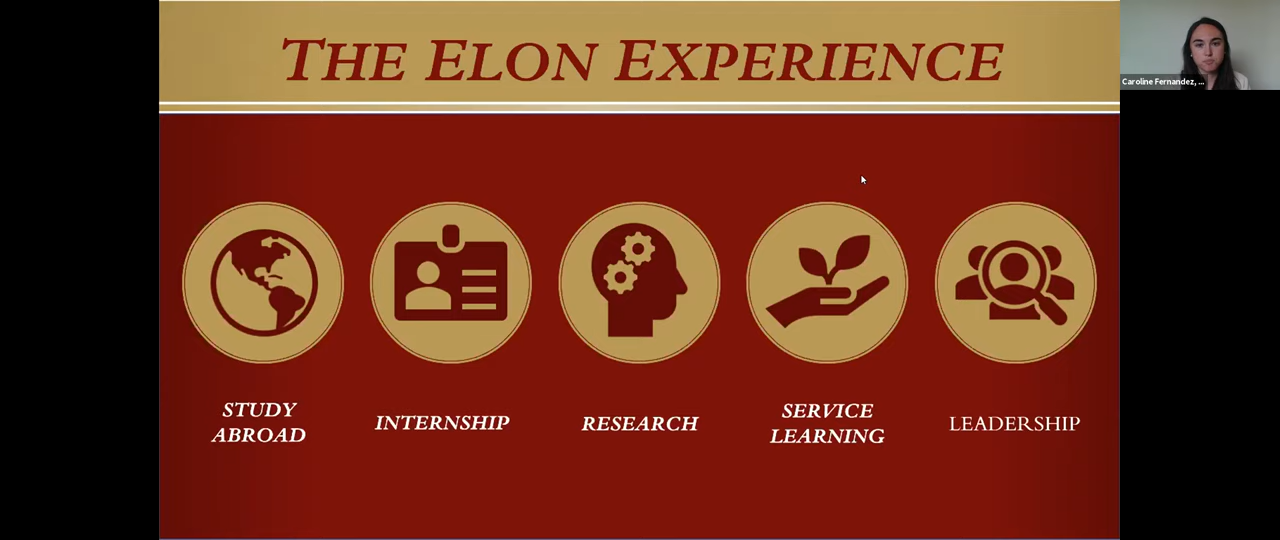 THE ELON EXPERIENCE
Caroline Fernandez, ...
STUDY
ABROAD
INTERNSHIP
RESEARCH
SERVICE
LEARNING
LEADERSHIP